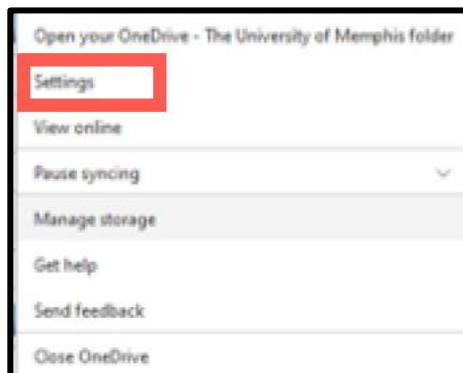 Open your OneDrive - The University of Memphis folder
Settings
View online
Pause syncing
Manage storage
Get help
Send feedback
Close OneDrive